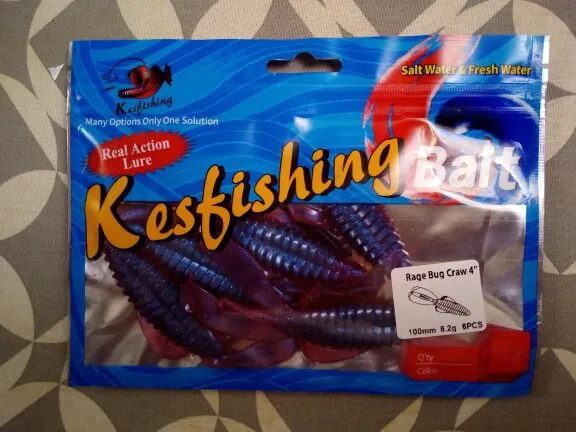 Kesfishing
Many Options Only One Solution
Salt Water & Fresh Water
Real Action
Lure
Kesfishing Bait
Rage Bug Craw 4"
100mm 8.2g 6PCS
Q'ty
Color